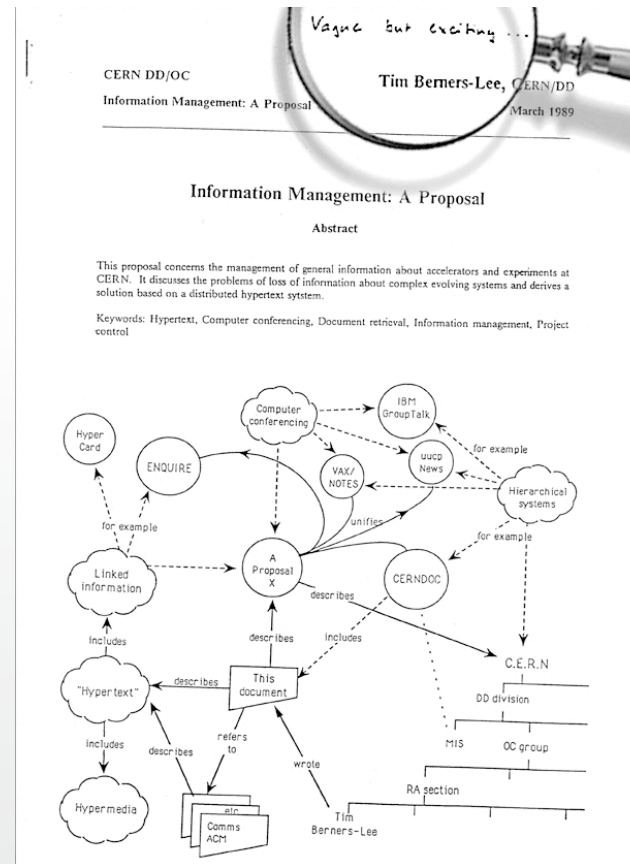 Vague but exciting ...
CERN DD/OC
Tim Berners-Lee, CERN/DD
Information Management: A Proposal
March 1989
Information Management: A Proposal
Abstract
This proposal concerns the management of general information about accelerators and experiments at
CERN. It discusses the problems of loss of information about complex evolving systems and derives a
solution based on a distributed hypertext sytstem.
Keywords: Hypertext, Computer conferencing, Document retrieval, Information management, Project
control
IBM
GroupTalk
Computer
conferencing
Hyper
Card
for example
uucp
News
ENQUIRE
VAX/
NOTES
Hierarchical
systems
unifies
for example
for example
A
Proposal
X
Linked
information
CERNDOC
describes
includes
describes
includes
C.E.R.N
This
document
describes
"Hypertext"
DD division
refers
to
includes
describes
MIS
OC group
wrote
RA section
Hypermedia
etc
Tim
Berners-Lee
Comms
ACM